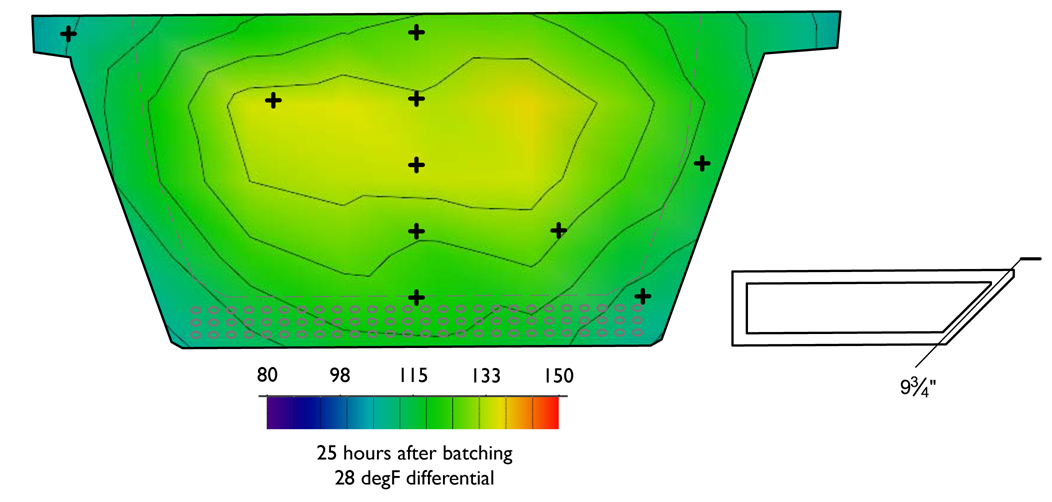 9¾"
80 98 115 133 150
25 hours after batching
28 degF differential